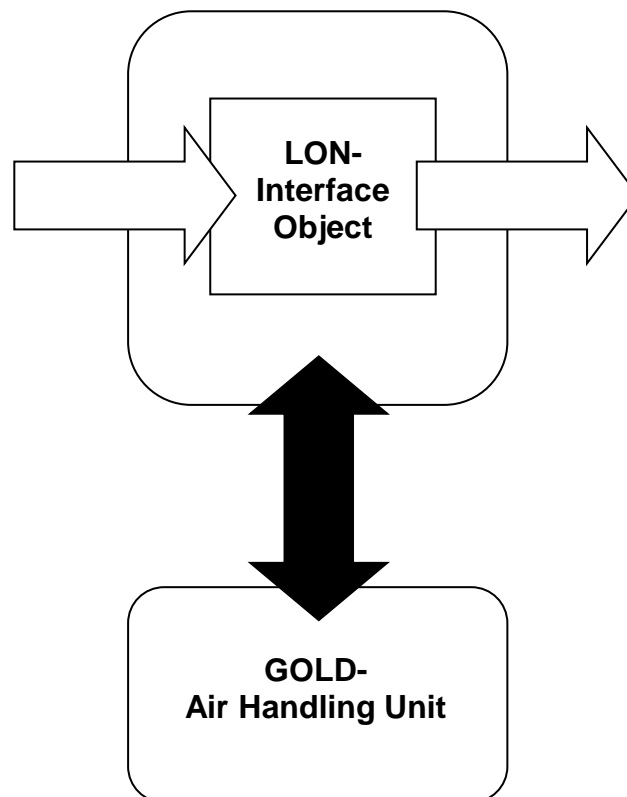 LON-
Interface
Object
GOLD-
Air Handling Unit